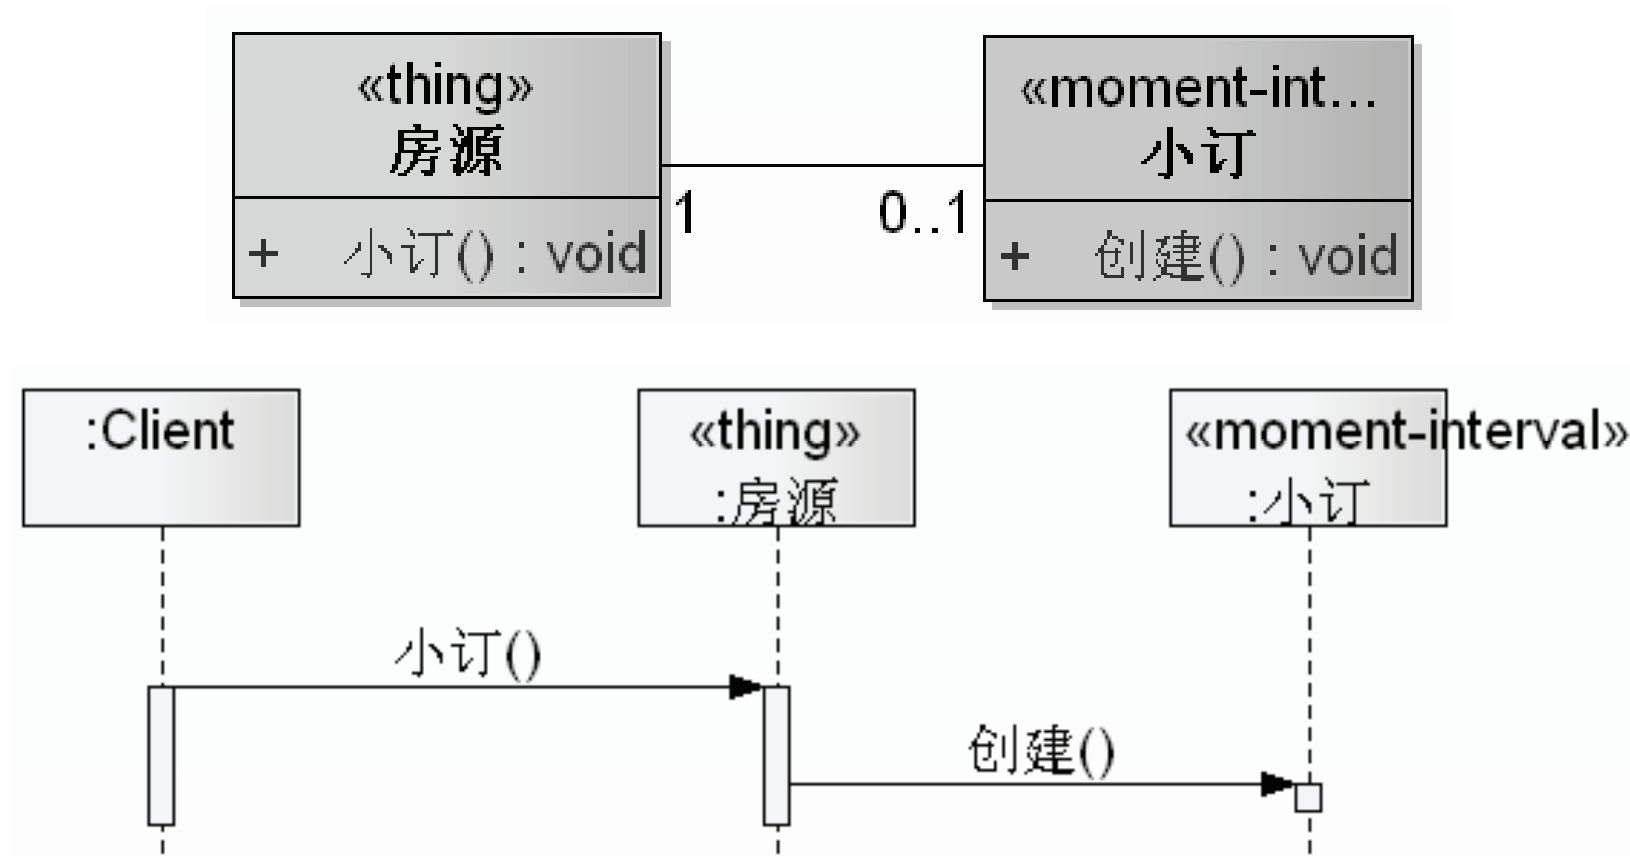 «thing»
房源
+ 小订() : void
1
0..1
«moment-int...
小订
+ 创建() : void
:Client
«thing»
:房源
«moment-interval»
:小订
小订()
创建()